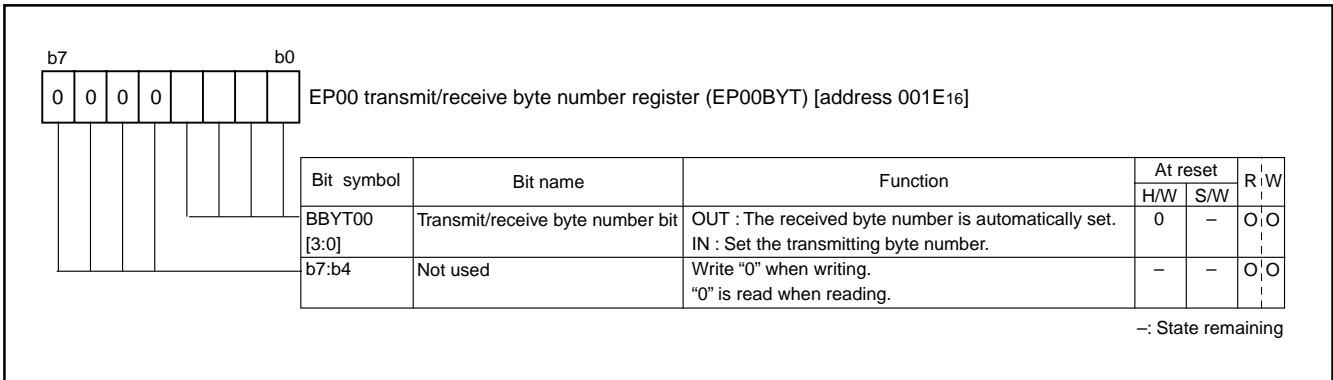 b7 b0
0 0 0 0
EP00 transmit/receive byte number register (EP00BYT) [address 001E16]
Bit symbol Bit name Function At reset R W
H/W S/W
BBYT00 Transmit/receive byte number bit OUT : The received byte number is automatically set. 0 – O O
[3:0] IN : Set the transmitting byte number.
b7:b4 Not used Write “0” when writing. – – O O
“0” is read when reading.
–: State remaining